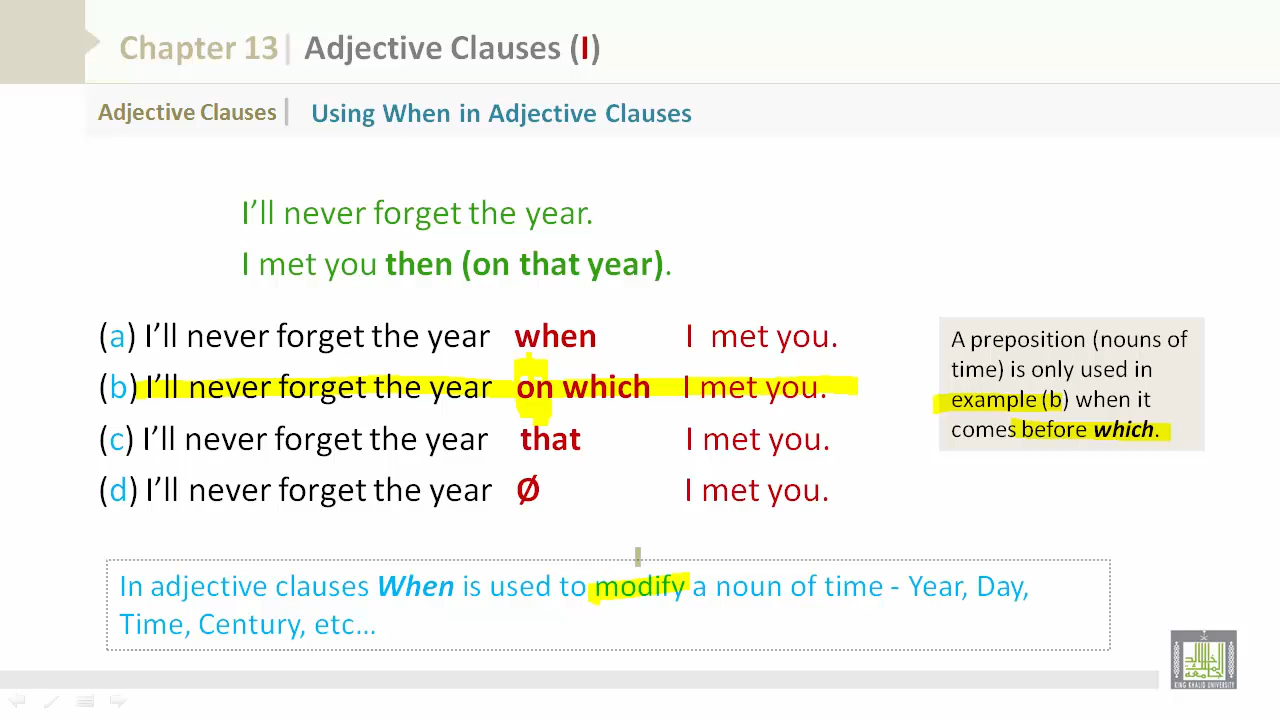 Chapter 13| Adjective Clauses (I)
Adjective Clauses | Using When in Adjective Clauses
I'll never forget the year.
I met you then (on that year).
(a) I'll never forget the year when I met you.
(b) I'll never forget the year on which I met you.
(c) I'll never forget the year that I met you.
(d) I'll never forget the year Ø I met you.
A preposition (nouns of
time) is only used in
example (b) when it
comes before which.
In adjective clauses When is used to modify a noun of time - Year, Day,
Time, Century, etc...
KING KHALID UNIVERSITY